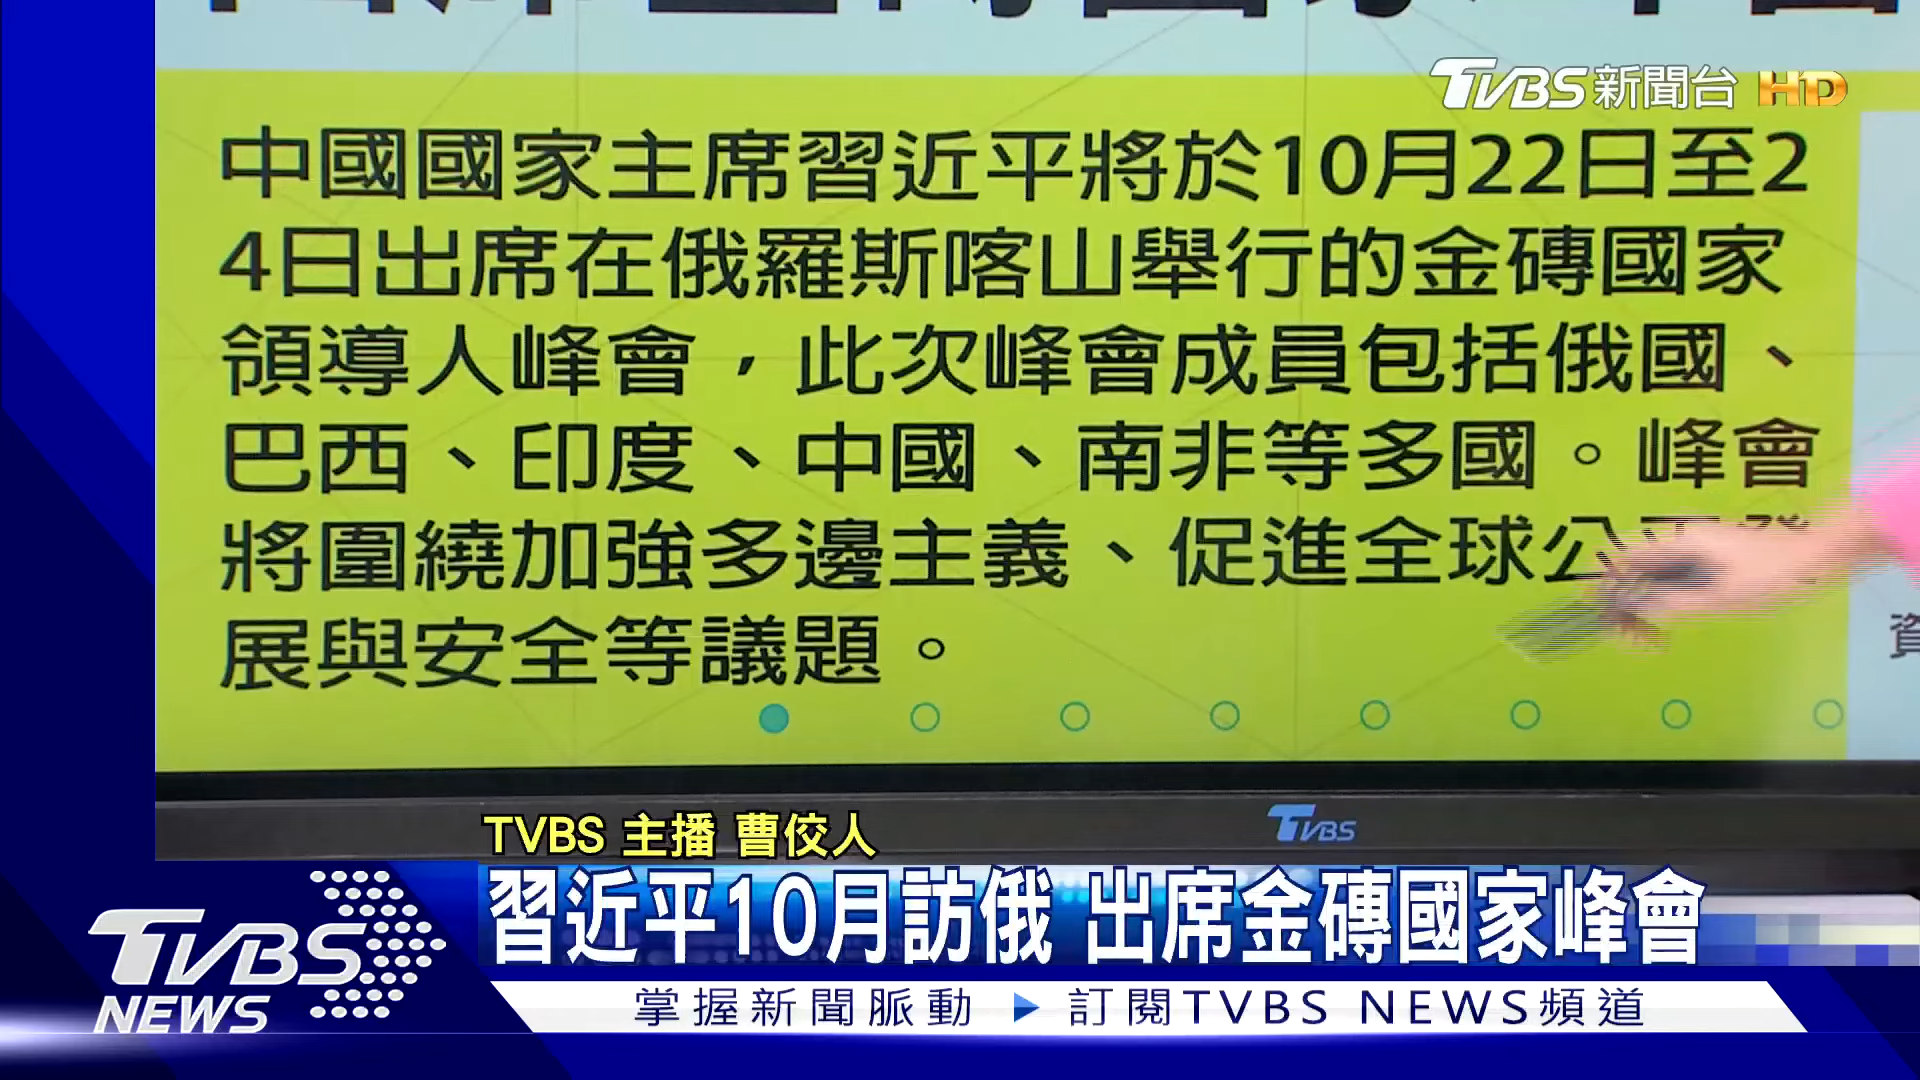 TVBS新聞台 HD
中國國家主席習近平將於10月22日至2
4日出席在俄羅斯喀山舉行的金磚國家
領導人峰會，此次峰會成員包括俄國、
巴西、印度、中國、南非等多國。峰會
將圍繞加強多邊主義、促進全球公
展與安全等議題。
資
TVBS
TVBS 主播 曹佼人
習近平10月訪俄 出席金磚國家峰會
TVBS
NEWS
掌握新聞脈動 ▶ 訂閱TVBS NEWS頻道